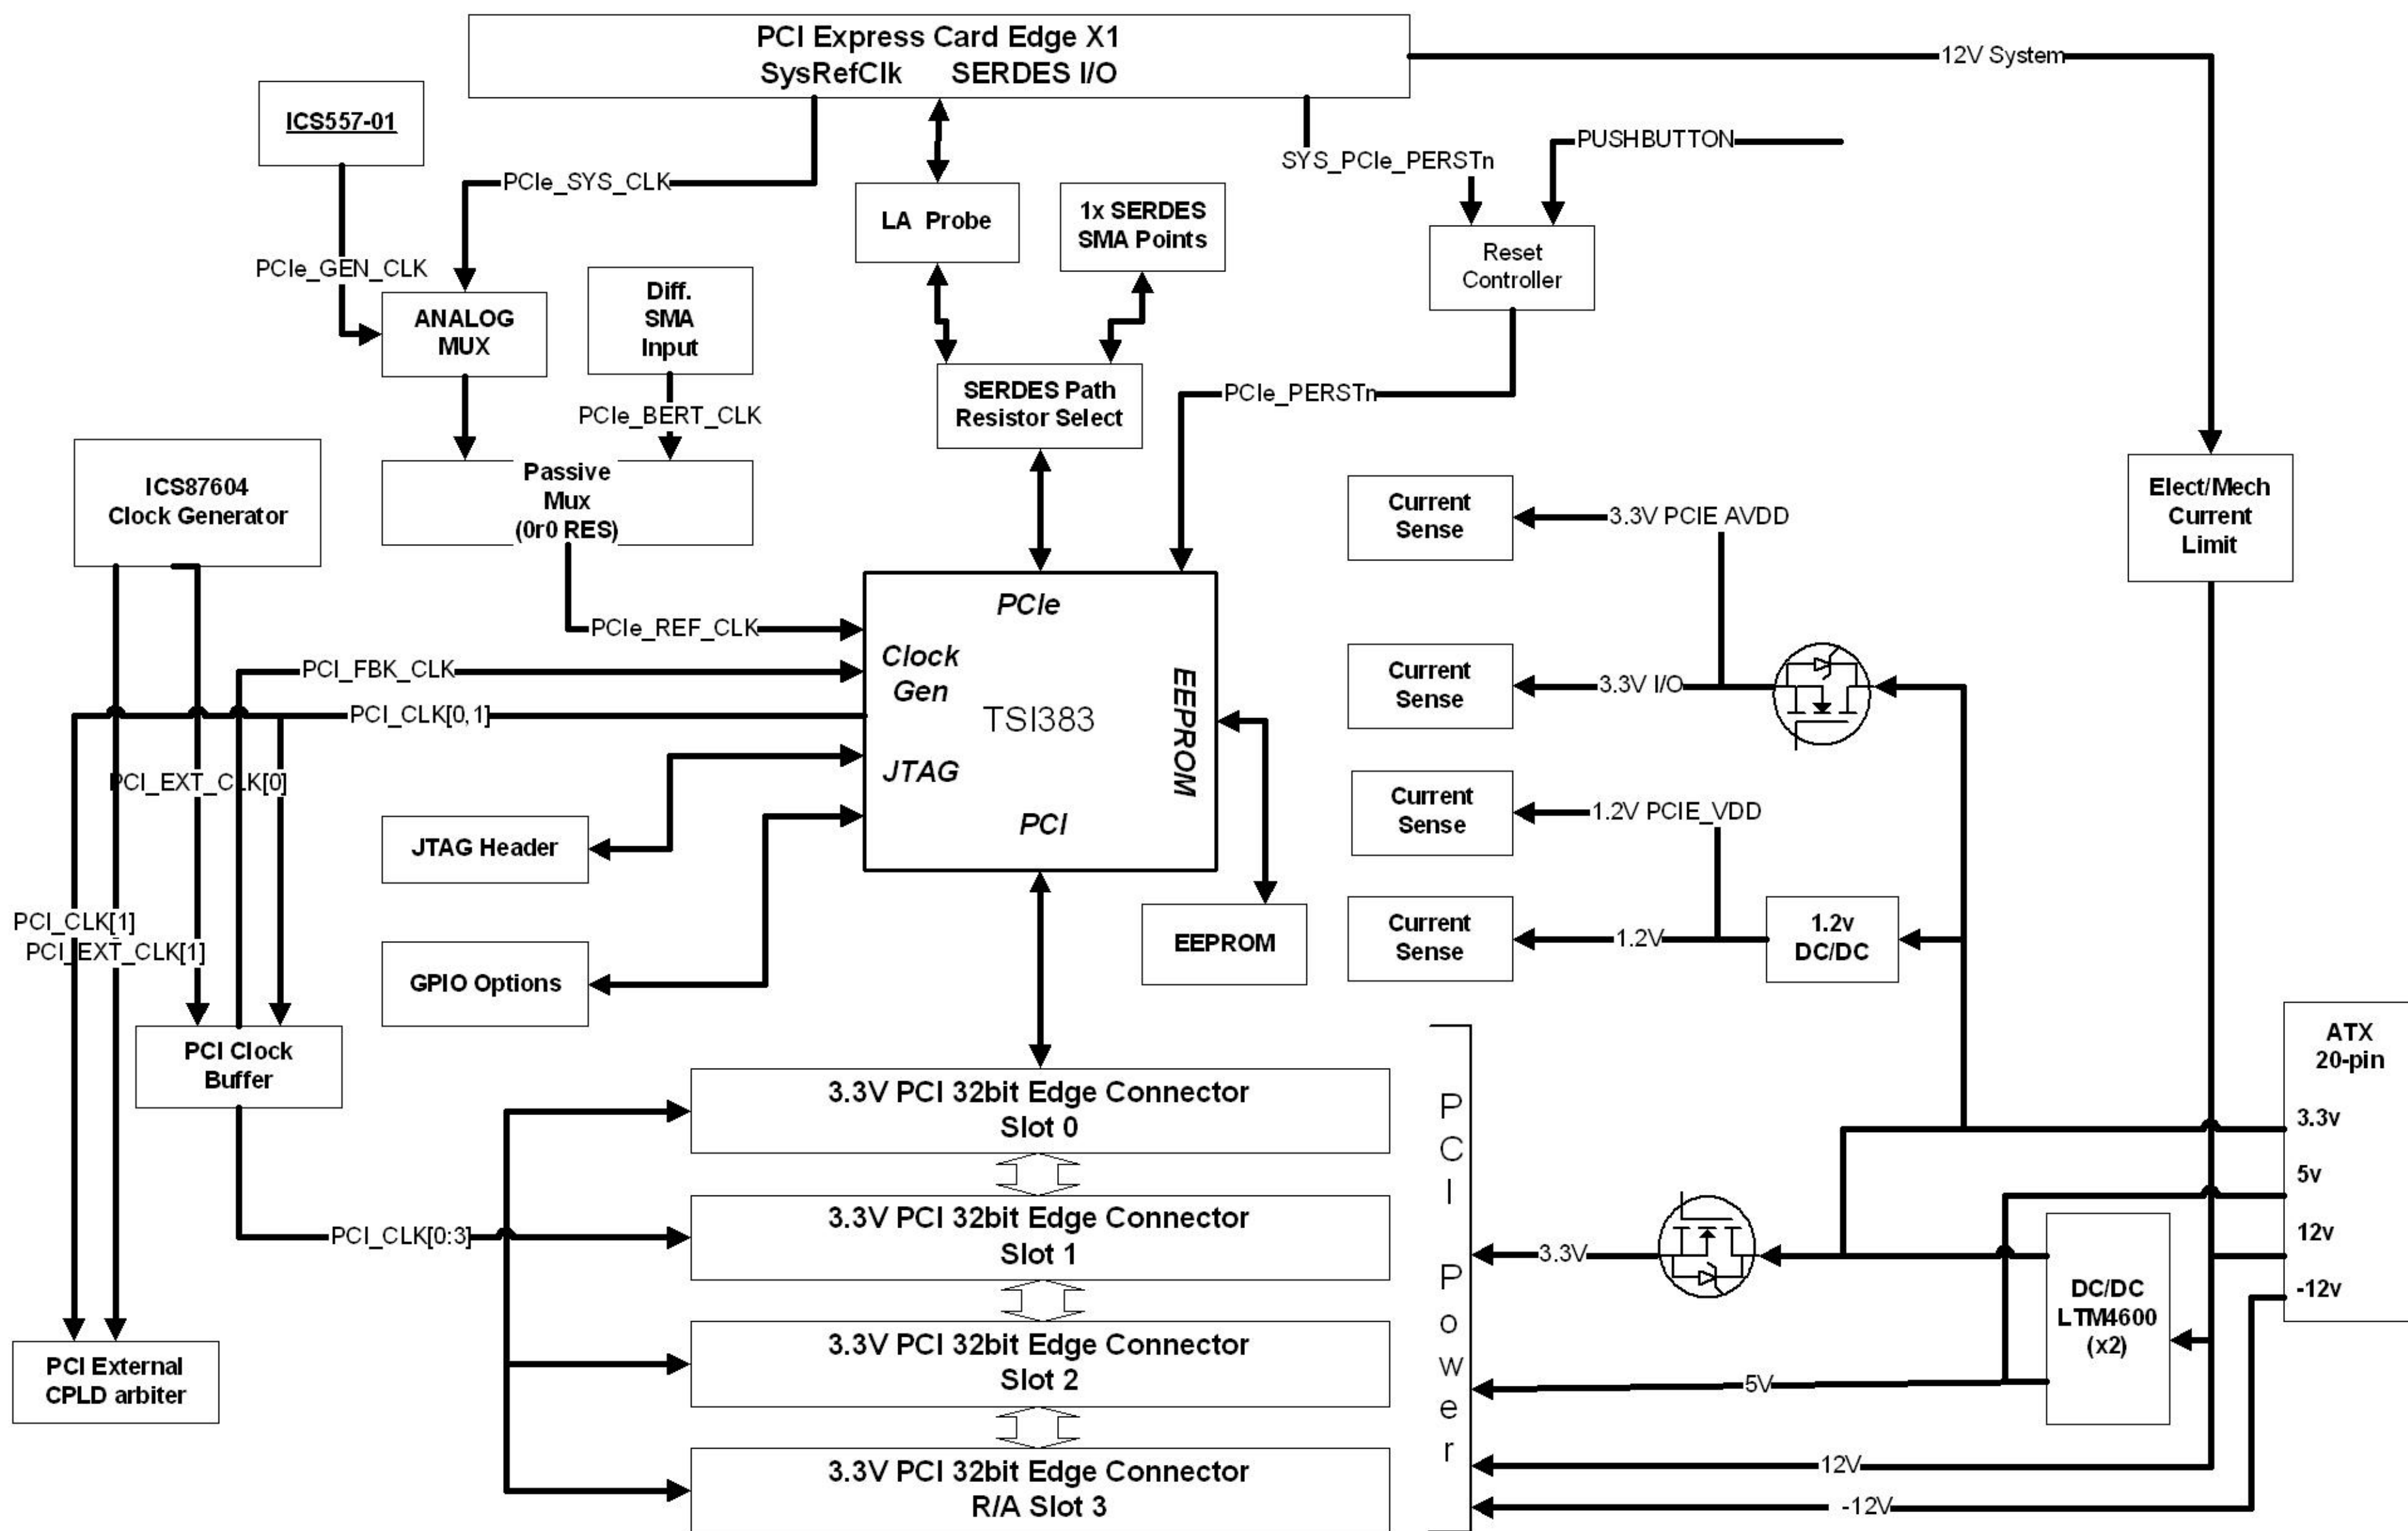 PCI Express Card Edge X1
SysRefClk SERDES I/O
12V System
ICS557-01
PUSHBUTTON
SYS_PCIe_PERSTn
PCIe_SYS_CLK
LA Probe
1x SERDES
SMA Points
Reset
Controller
PCIe_GEN_CLK
ANALOG
MUX
Diff.
SMA
Input
PCIe_BERT_CLK
SERDES Path
Resistor Select
PCIe_PERSTn
ICS87604
Clock Generator
Passive
Mux
(0r0 RES)
Current
Sense
3.3V PCIE AVDD
Elect/Mech
Current
Limit
PCIe_REF_CLK
PCIe
Clock
Gen
PCI_FBK_CLK
PCI_CLK[0,1]
TSI383
EEPROM
JTAG
PCI
Current
Sense
3.3V I/O
PCI_EXT_CLK[0]
Current
Sense
1.2V PCIE_VDD
JTAG Header
PCI_CLK[1]
PCI_EXT_CLK[1]
GPIO Options
EEPROM
Current
Sense
1.2V
1.2v
DC/DC
PCI Clock
Buffer
ATX
20-pin
3.3v
5v
12v
-12v
3.3V PCI 32bit Edge Connector
Slot 0
PCI_CLK[0:3]
3.3V PCI 32bit Edge Connector
Slot 1
3.3V PCI 32bit Edge Connector
Slot 2
3.3V PCI 32bit Edge Connector
R/A Slot 3
PCI Power
3.3V
DC/DC
LTM4600
(x2)
5V
12V
-12V
PCI External
CPLD arbiter